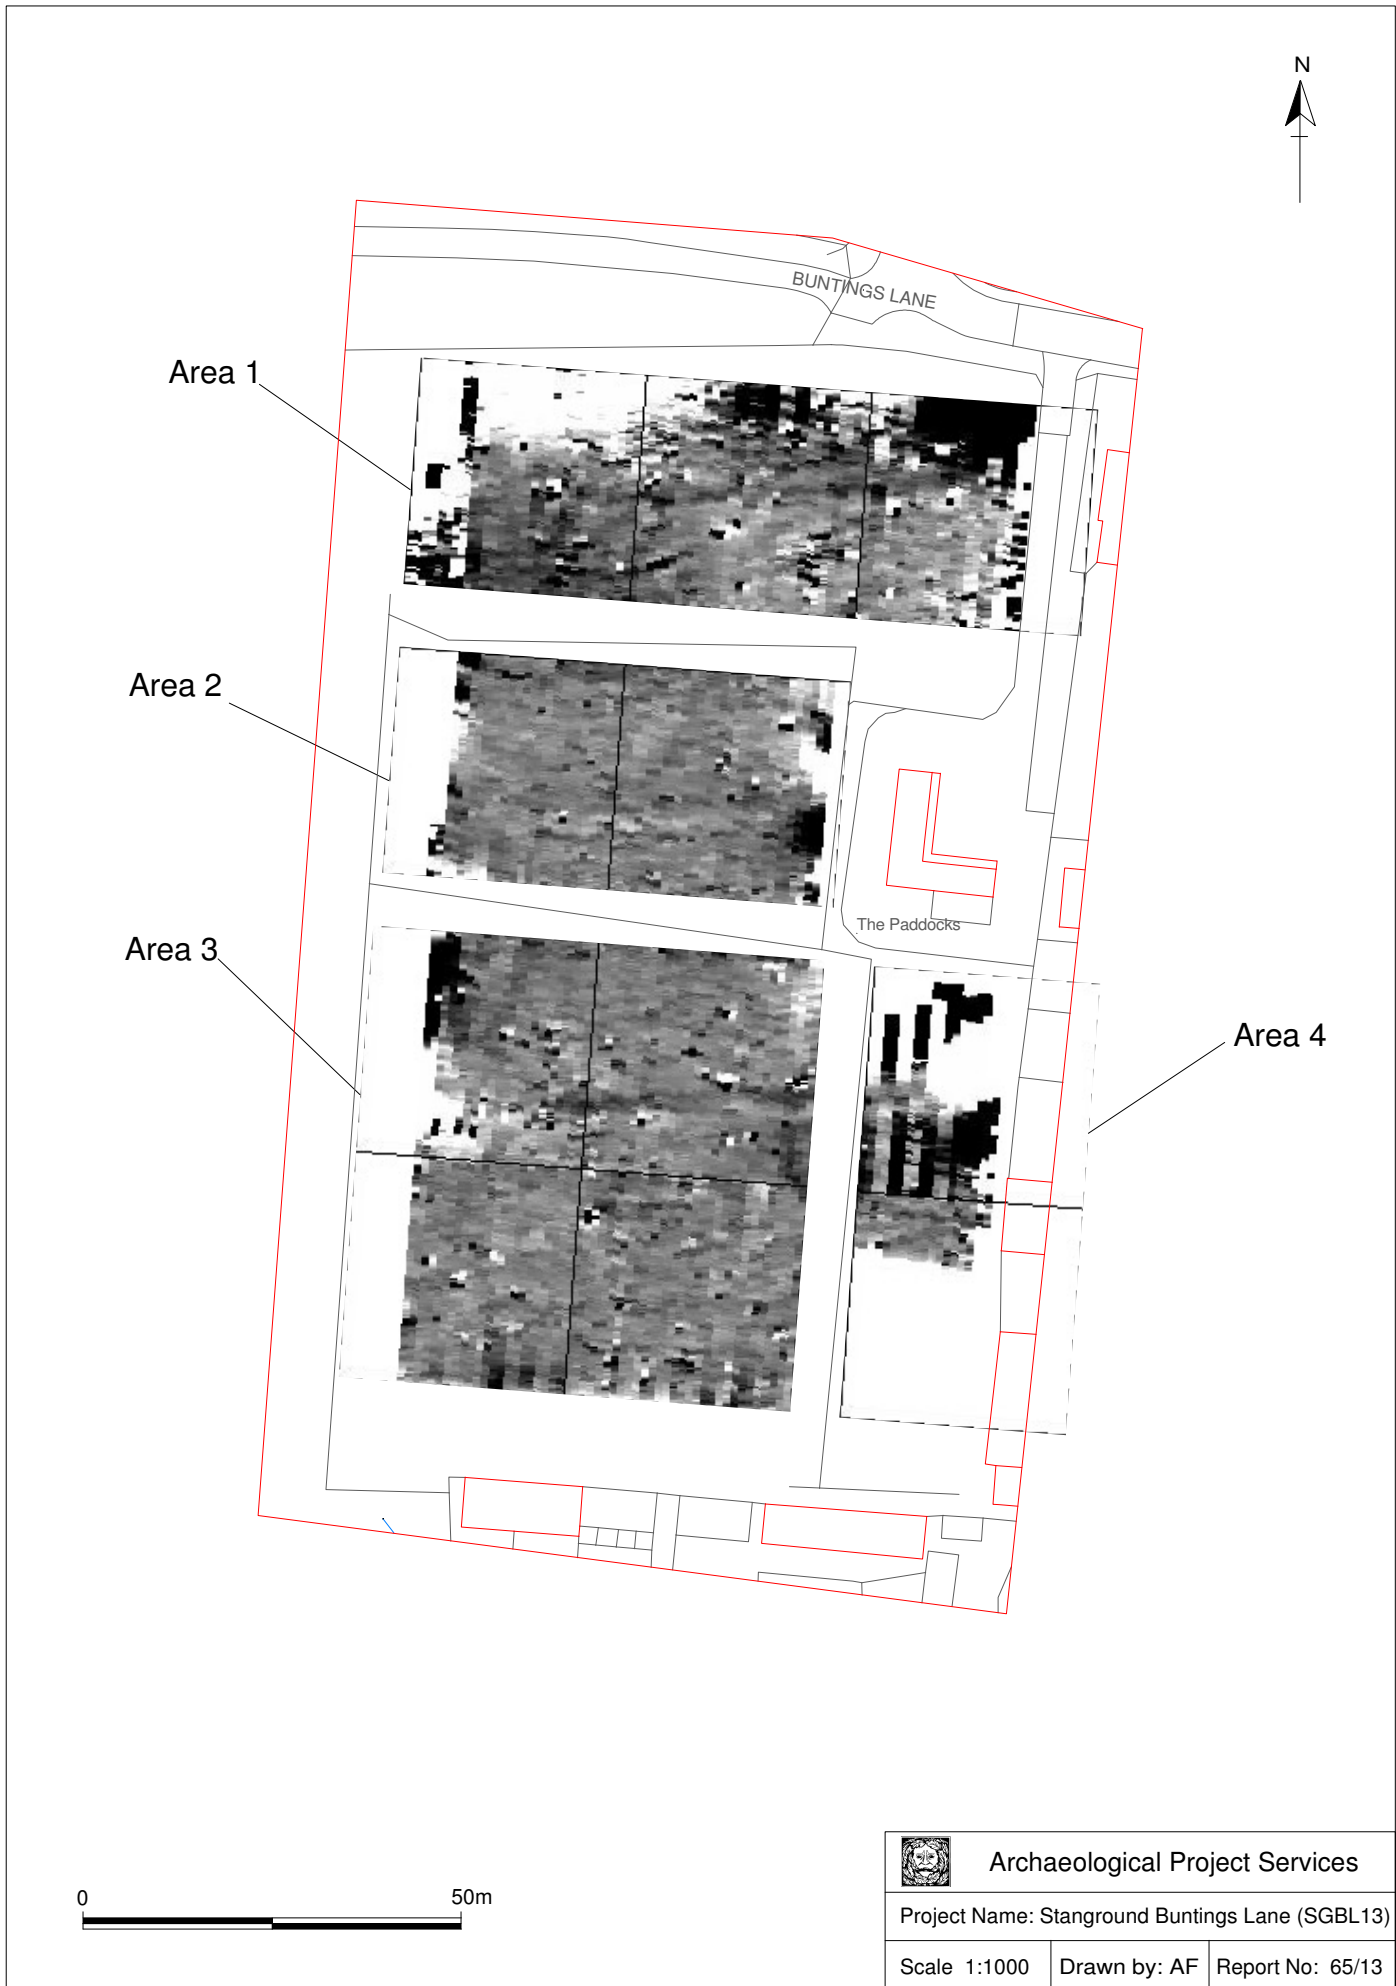 N
BUNTINGS LANE
Area 1
Area 2
The Paddocks
Area 3
Area 4
0 50m
Archaeological Project Services
Project Name: Stanground Buntings Lane (SGBL13)
Scale 1:1000 Drawn by: AF Report No: 65/13